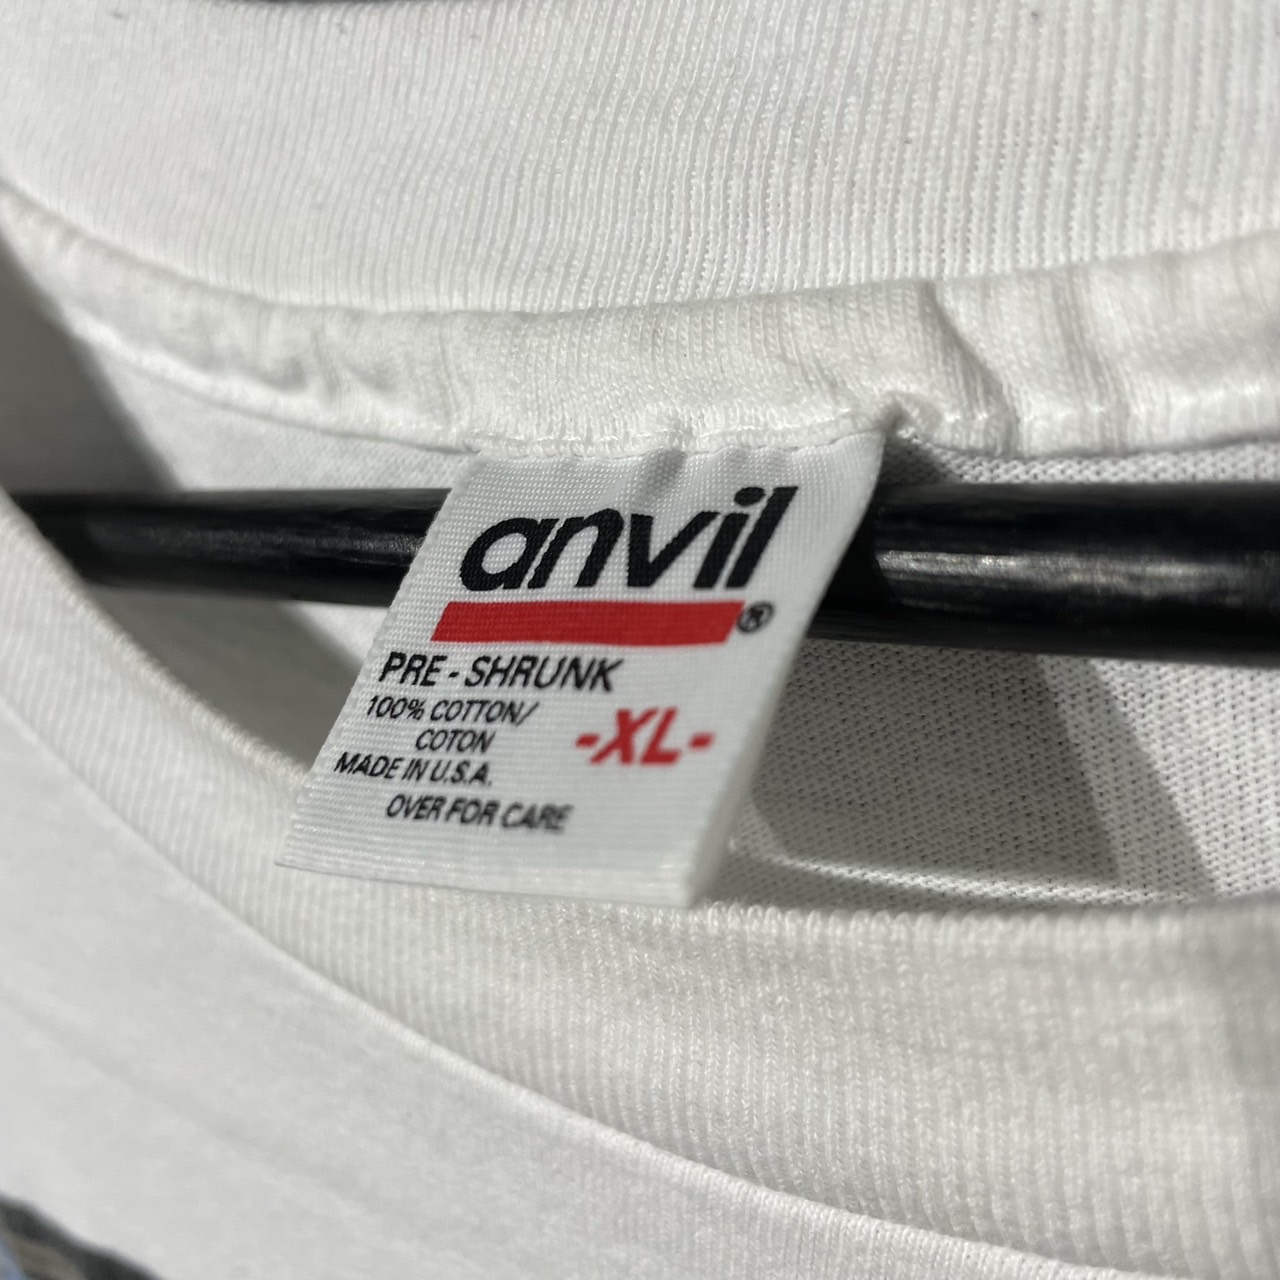 anvil®
PRE-SHRUNK
100% COTTON/
COTON
-XL-
MADE IN U.S.A.
OVER FOR CARE